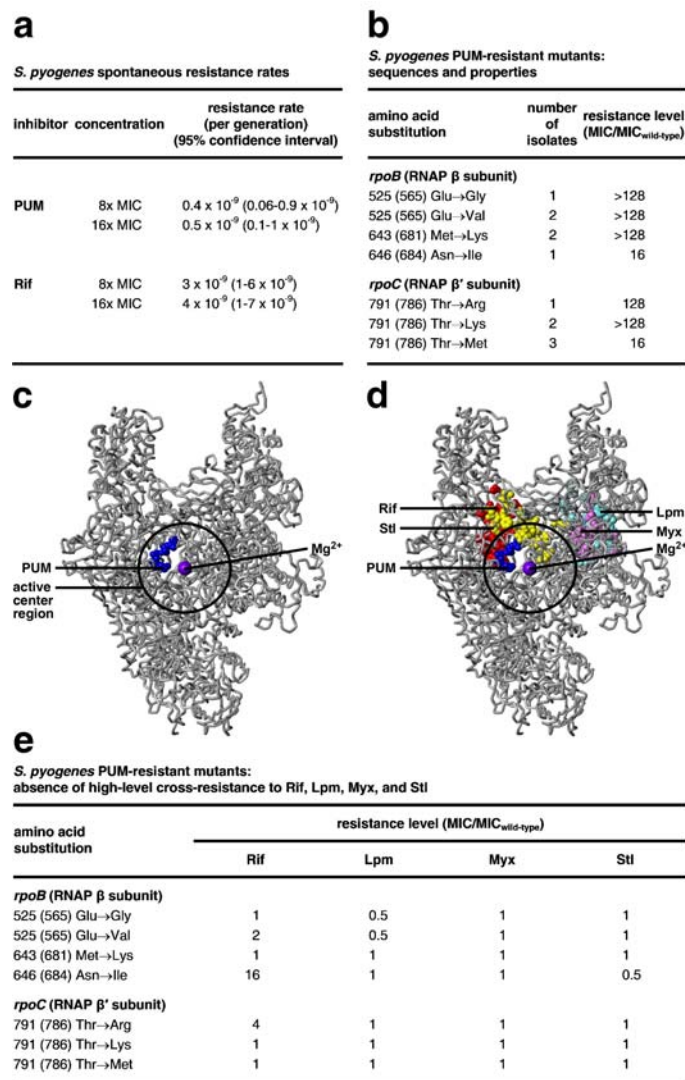 a
S. pyogenes spontaneous resistance rates
inhibitor concentration resistance rate (per generation) (95% confidence interval)
PUM 8x MIC 0.4 x 10⁻⁹ (0.06-0.9 x 10⁻⁹)
16x MIC 0.5 x 10⁻⁹ (0.1-1 x 10⁻⁹)
Rif 8x MIC 3 x 10⁻⁹ (1-6 x 10⁻⁹)
16x MIC 4 x 10⁻⁹ (1-7 x 10⁻⁹)
b
S. pyogenes PUM-resistant mutants:
sequences and properties
amino acid substitution number of isolates resistance level (MIC/MICwild-type)
rpoB (RNAP β subunit)
525 (565) Glu→Gly 1 >128
525 (565) Glu→Val 2 >128
643 (681) Met→Lys 2 >128
646 (684) Asn→Ile 1 16
rpoC (RNAP β' subunit)
791 (786) Thr→Arg 1 128
791 (786) Thr→Lys 2 >128
791 (786) Thr→Met 3 16
c
Mg²⁺
PUM
active
center
region
d
Rif
Stl
PUM
Lpm
Myx
Mg²⁺
active
center
region
e
S. pyogenes PUM-resistant mutants:
absence of high-level cross-resistance to Rif, Lpm, Myx, and Stl
amino acid substitution resistance level (MIC/MICwild-type)
Rif Lpm Myx Stl
rpoB (RNAP β subunit)
525 (565) Glu→Gly 1 0.5 1 1
525 (565) Glu→Val 2 0.5 1 1
643 (681) Met→Lys 1 1 1 1
646 (684) Asn→Ile 16 1 1 0.5
rpoC (RNAP β' subunit)
791 (786) Thr→Arg 4 1 1 1
791 (786) Thr→Lys 1 1 1 1
791 (786) Thr→Met 1 1 1 1